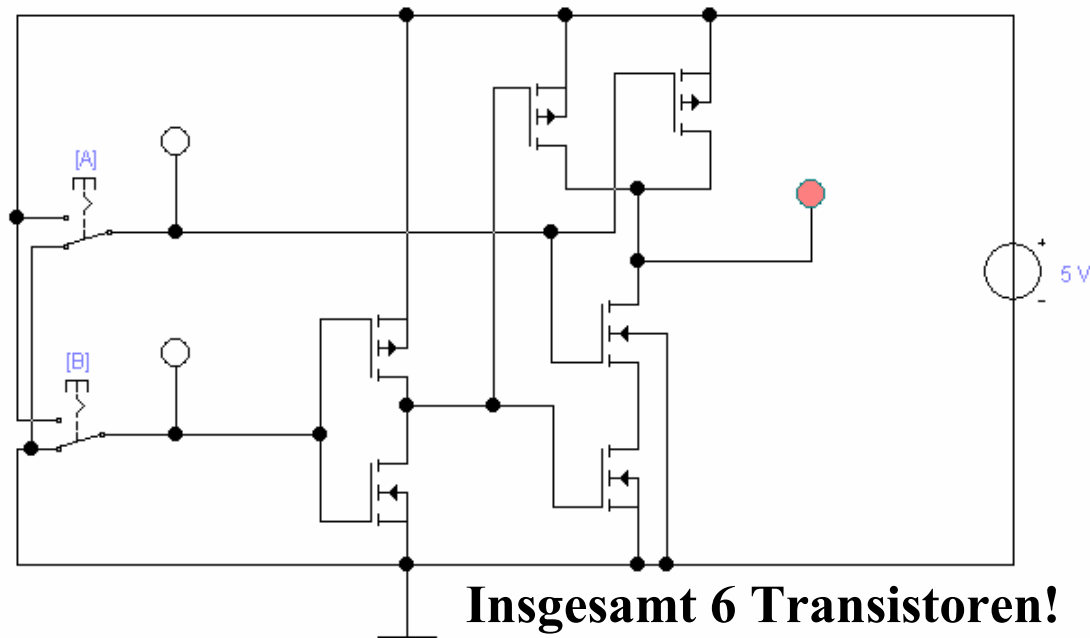 [A]
+
5 V
-
[B]
Insgesamt 6 Transistoren!